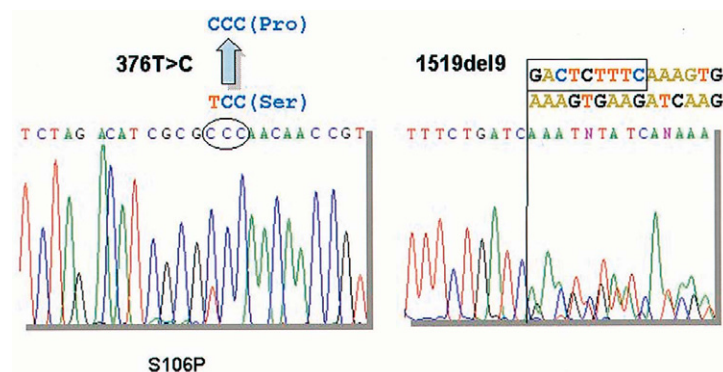 CCC(Pro)
376T>C
TCC(Ser)
TCTAGACATCGCGCCCAACAACCGT
S106P
1519del9
GACTCTTTCAAAGTG
AAAGTGAAGATCAAG
TTTCTGATCAAATNTATCANAAA